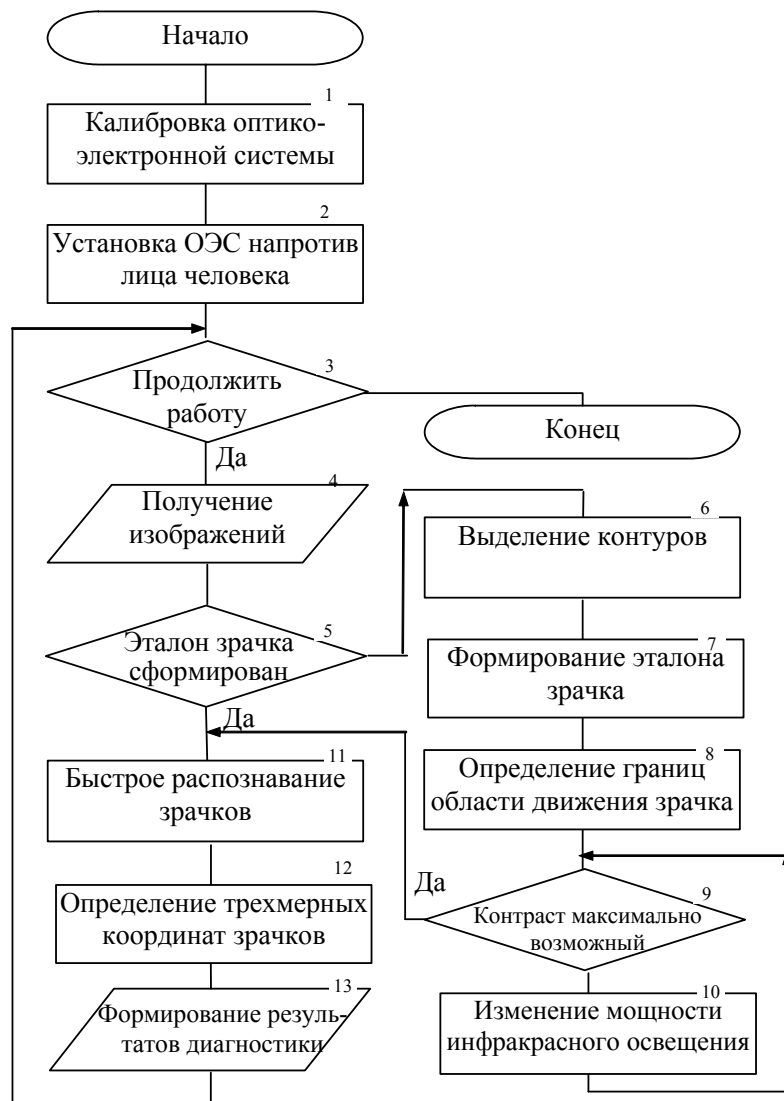 Начало
1
Калибровка оптико-
электронной системы
2
Установка ОЭС напротив
лица человека
3
Продолжить
работу
Конец
Да
4
Получение
изображений
6
Выделение контуров
5
Эталон зрачка
сформирован
7
Формирование эталона
зрачка
Да
8
Определение границ
области движения зрачка
11
Быстрое распознавание
зрачков
Да
9
Контраст максимально
возможный
12
Определение трехмерных
координат зрачков
10
Изменение мощности
инфракрасного освещения
13
Формирование резуль-
татов диагностики